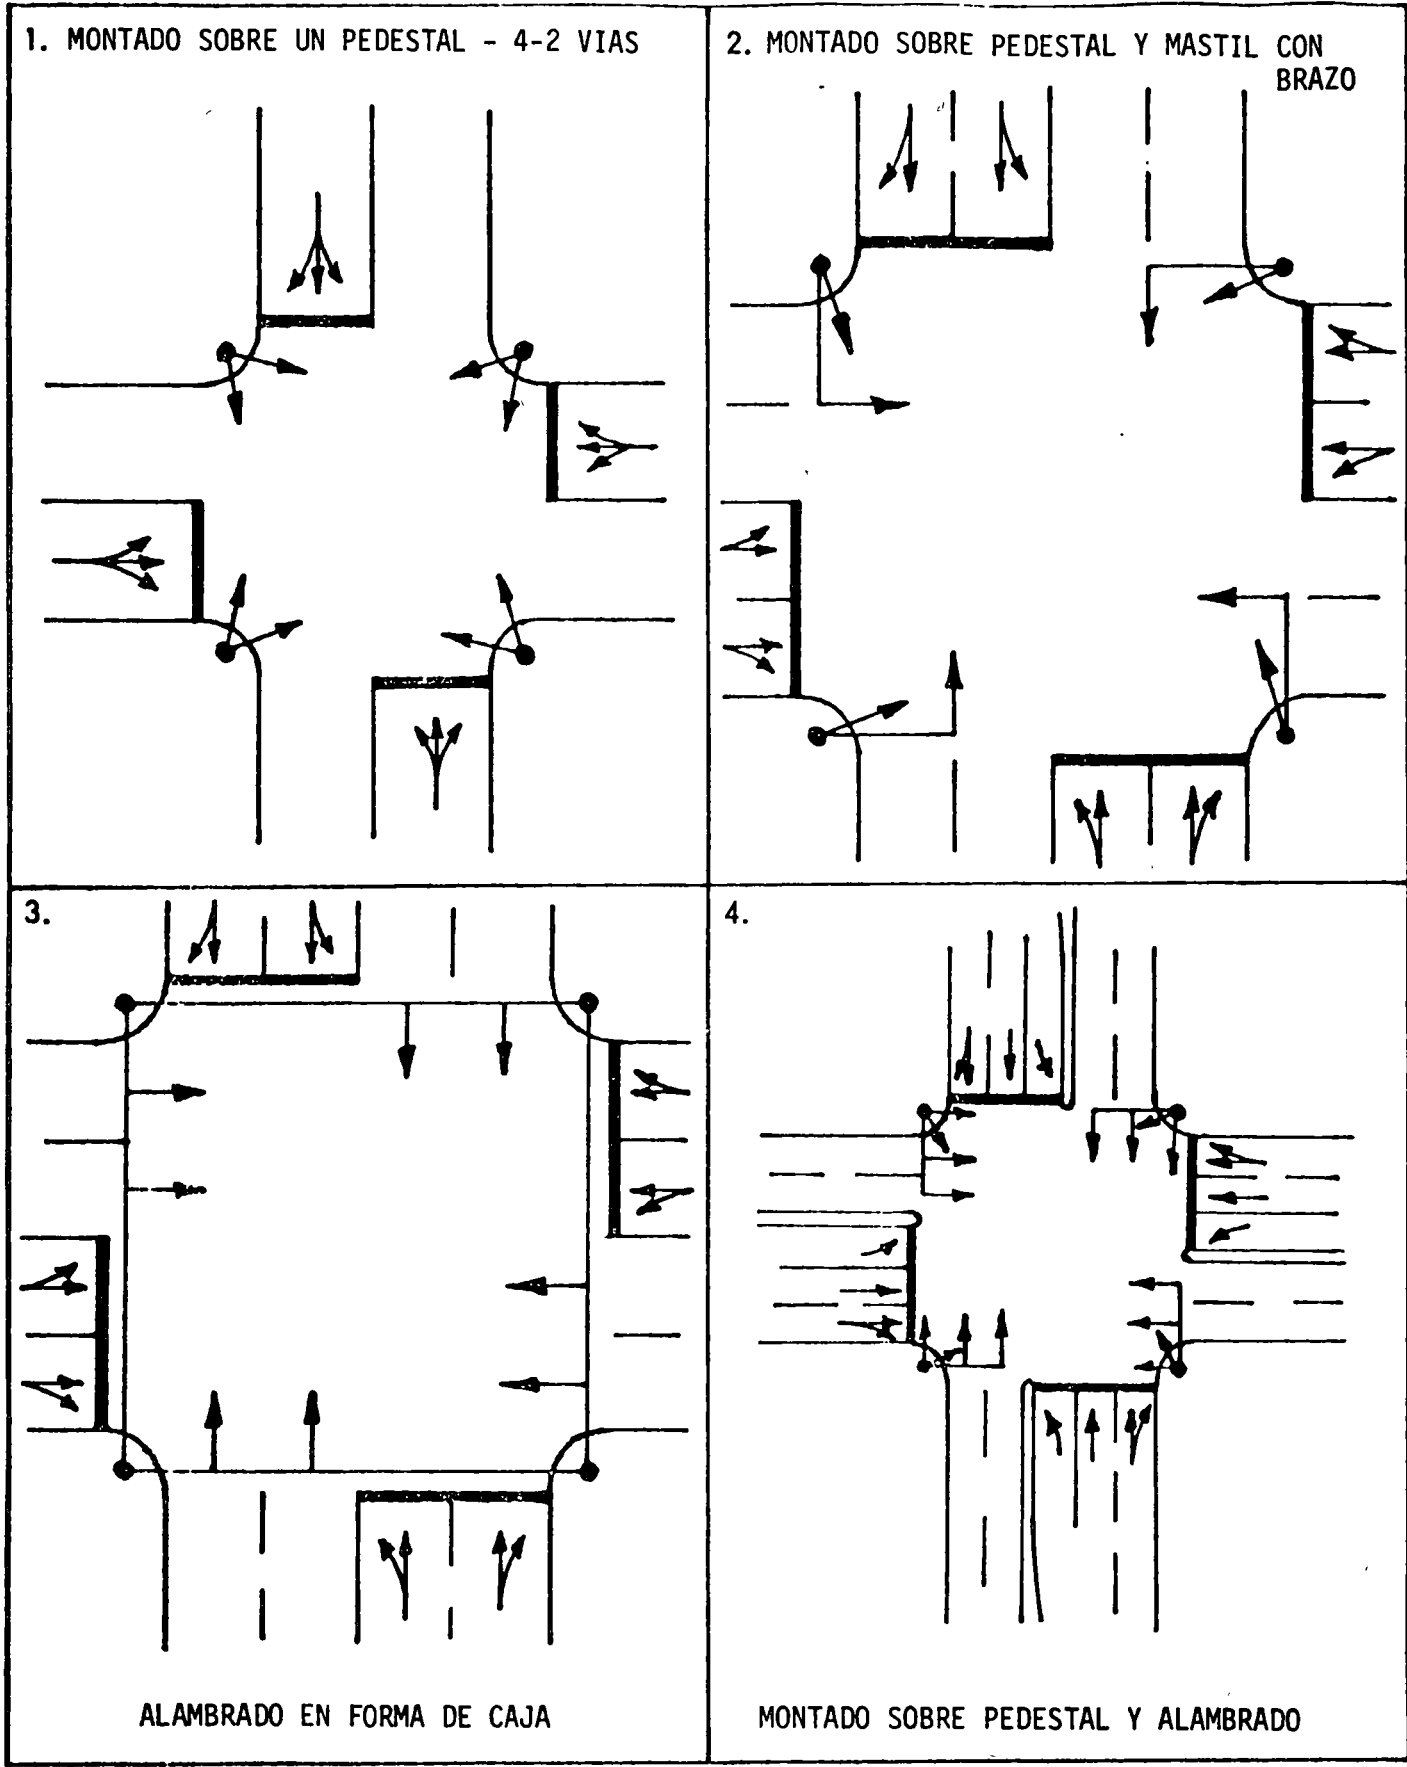 1. MONTADO SOBRE UN PEDESTAL - 4-2 VIAS
2. MONTADO SOBRE PEDESTAL Y MASTIL CON
BRAZO
3.
ALAMBRADO EN FORMA DE CAJA
4.
MONTADO SOBRE PEDESTAL Y ALAMBRADO